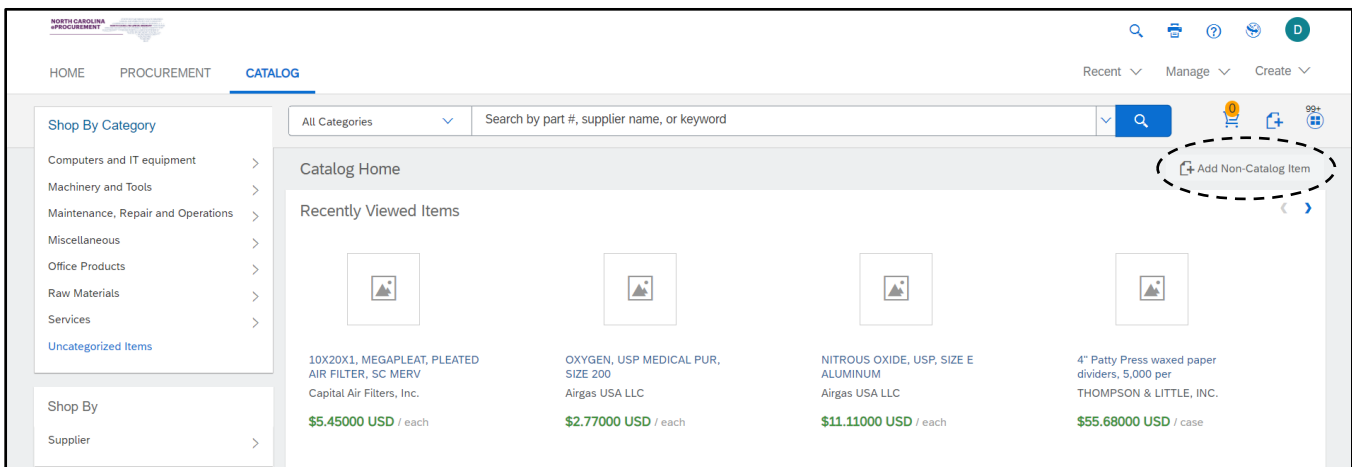 NORTH CAROLINA
ePROCUREMENT
D
HOME PROCUREMENT CATALOG
Recent Manage Create
Shop By Category
Computers and IT equipment
Machinery and Tools
Maintenance, Repair and Operations
Miscellaneous
Office Products
Raw Materials
Services
Uncategorized Items
Shop By
Supplier
All Categories Search by part #, supplier name, or keyword
0
99+
Catalog Home
Add Non-Catalog Item
Recently Viewed Items
10X20X1, MEGAPLEAT, PLEATED
AIR FILTER, SC MERV
Capital Air Filters, Inc.
$5.45000 USD / each
OXYGEN, USP MEDICAL PUR,
SIZE 200
Airgas USA LLC
$2.77000 USD / each
NITROUS OXIDE, USP, SIZE E
ALUMINUM
Airgas USA LLC
$11.11000 USD / each
4" Patty Press waxed paper
dividers, 5,000 per
THOMPSON & LITTLE, INC.
$55.68000 USD / case